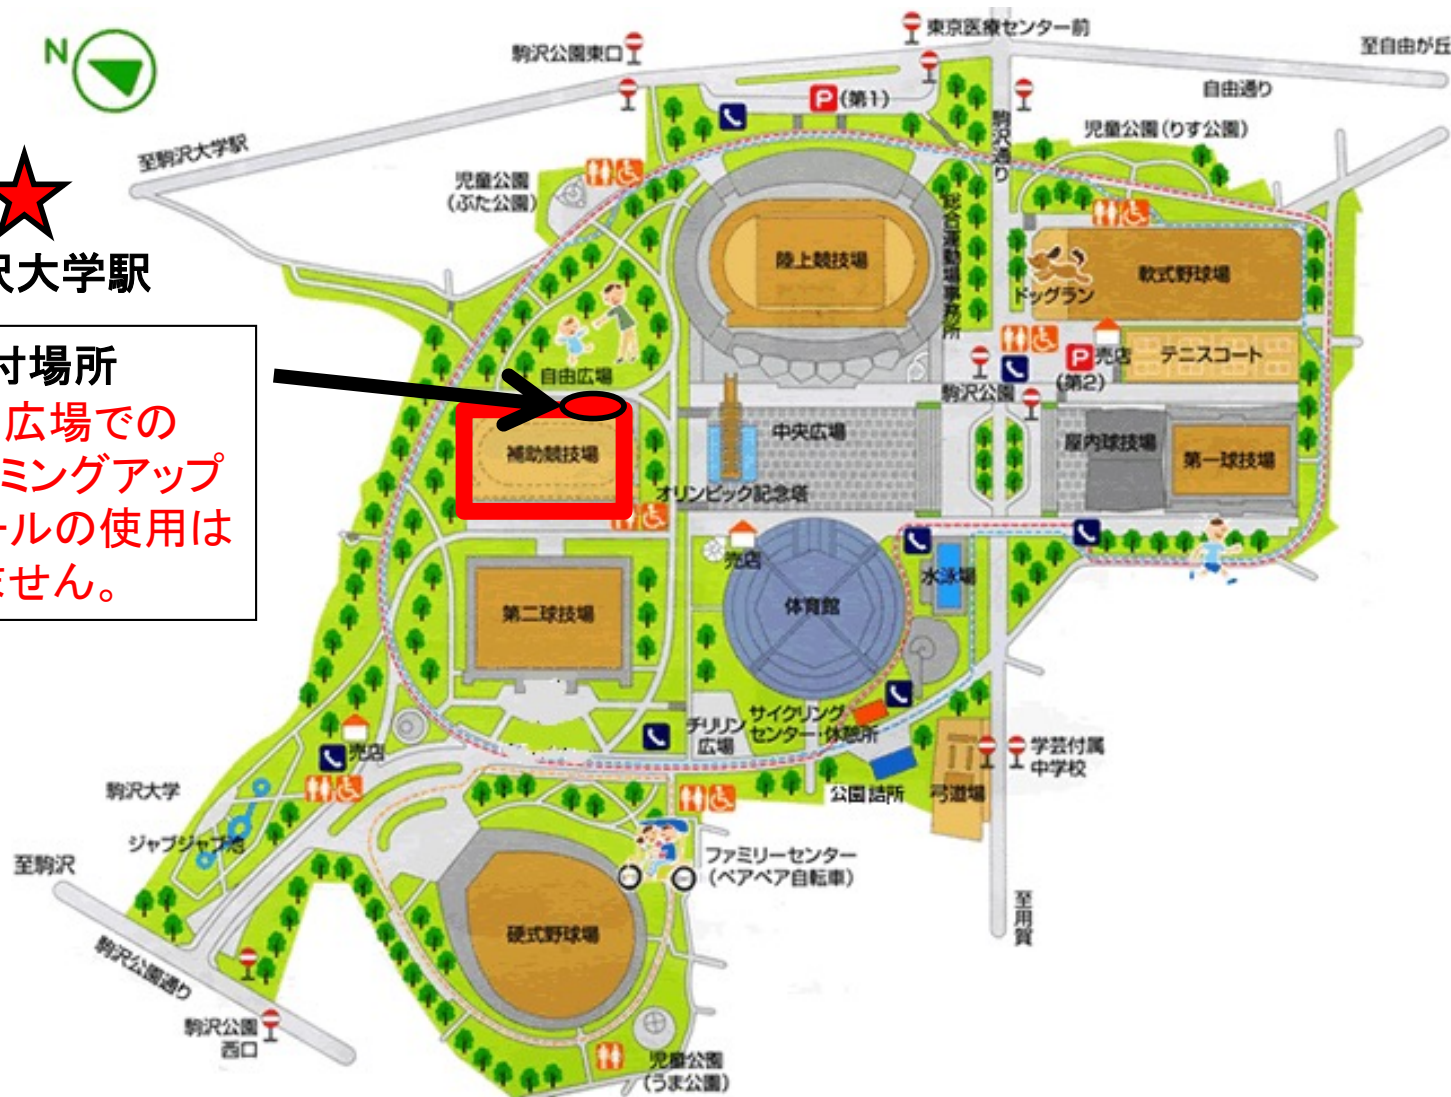 N
東京医療センター前
駒沢公園東口
至自由が丘
自由通り
P(第1)
駒沢通り
児童公園(りす公園)
至駒沢大学駅
児童公園
(ぶた公園)
沢大学駅
陸上競技場
総合運動場事務所
ドッグラン
軟式野球場
付場所
広場での
ミングアップ
ールの使用は
ません。
自由広場
P売店
(第2)
テニスコート
駒沢公園
補助競技場
中央広場
オリンピック記念塔
屋内球技場
第一球技場
売店
水泳場
第二球技場
体育館
チリリン
広場
サイクリング
センター・休憩所
売店
公園詰所
弓道場
学芸付属
中学校
駒沢大学
ジャブジャブ池
至駒沢
ファミリーセンター
(ペアペア自転車)
至用賀
硬式野球場
駒沢公園通り
駒沢公園
西口
児童公園
(うま公園)